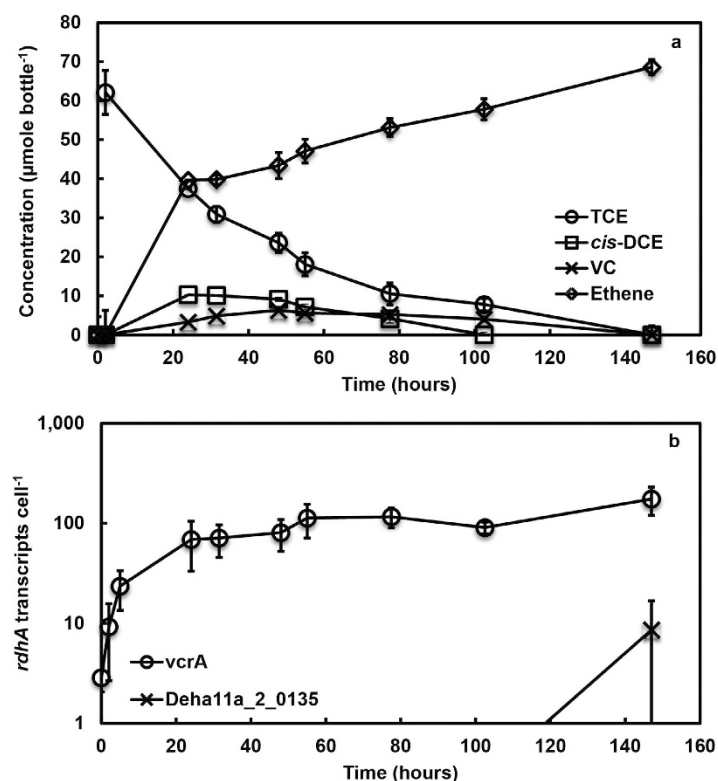 80
a
70
60
50
40
30
20
10
0
Concentration (µmole bottle⁻¹)
TCE
cis-DCE
VC
Ethene
0 20 40 60 80 100 120 140 160
Time (hours)
1,000
b
100
10
1
rdhA transcripts cell⁻¹
vcrA
Deha11a_2_0135
0 20 40 60 80 100 120 140 160
Time (hours)